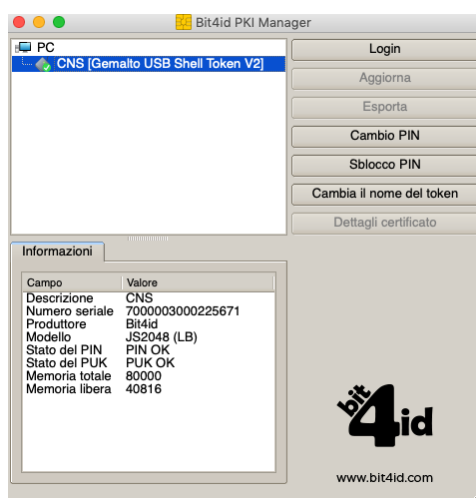 Bit4id PKI Manager
PC
CNS [Gemalto USB Shell Token V2]
Login
Aggiorna
Esporta
Cambio PIN
Sblocco PIN
Cambia il nome del token
Dettagli certificato
Informazioni
Campo Valore
Descrizione CNS
Numero seriale 7000003000225671
Produttore Bit4id
Modello JS2048 (LB)
Stato del PIN PIN OK
Stato del PUK PUK OK
Memoria totale 80000
Memoria libera 40816
bit4id
www.bit4id.com